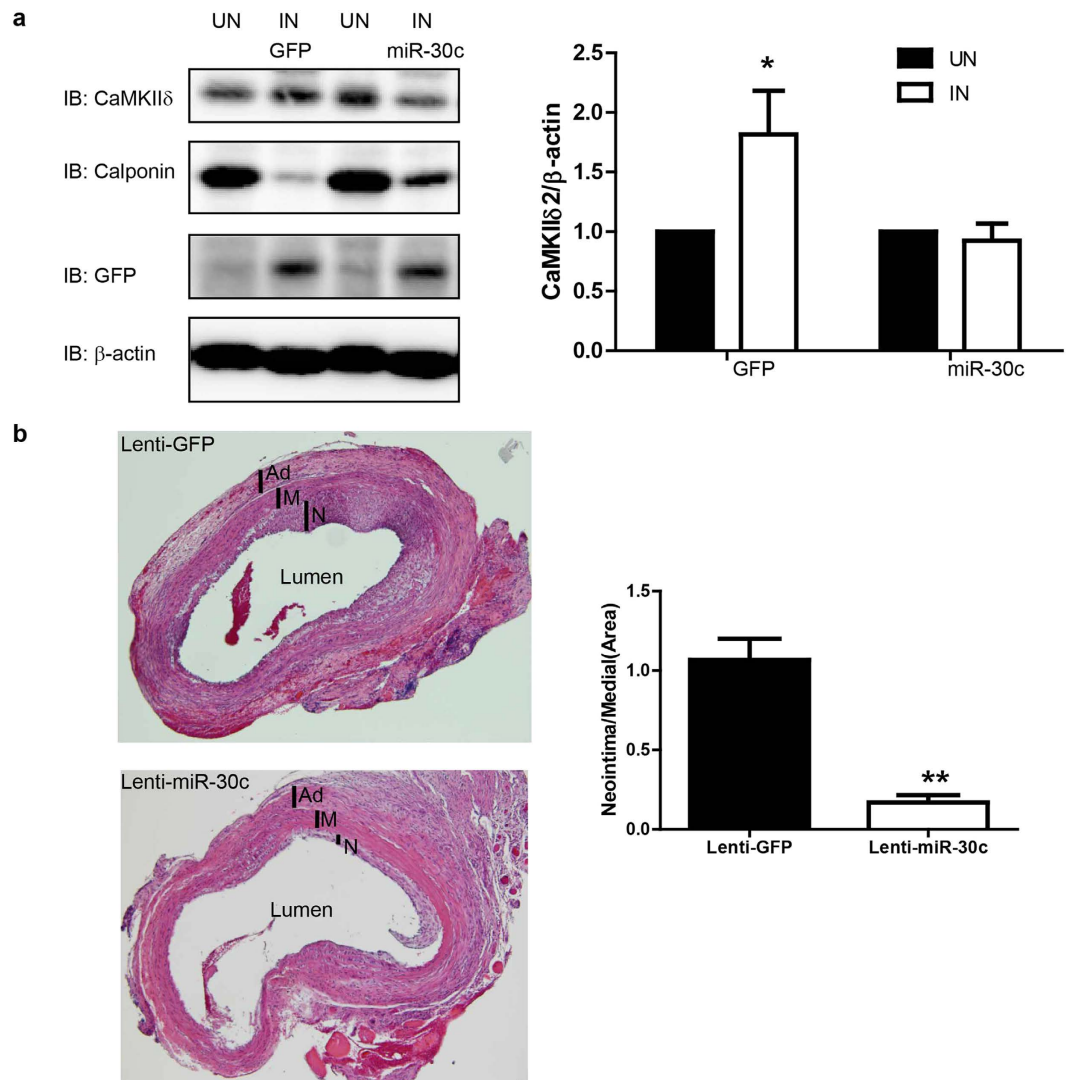 a
UN IN UN IN
GFP miR-30c
IB: CaMKIIδ
IB: Calponin
IB: GFP
IB: β-actin
CaMKIIδ2/β-actin
2.5
2.0
1.5
1.0
0.5
0.0
*
UN
IN
GFP miR-30c
b
Lenti-GFP
Ad
M
N
Lumen
Lenti-miR-30c
Ad
M
N
Lumen
Neointima/Medial(Area)
1.5
1.0
0.5
0.0
**
Lenti-GFP Lenti-miR-30c